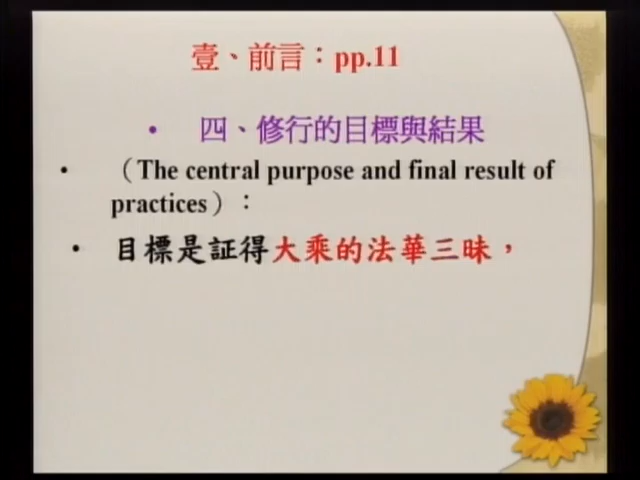 壹、前言：pp.11
• 四、修行的目標與結果
• （The central purpose and final result of
practices）：
• 目標是証得大乘的法華三昧，